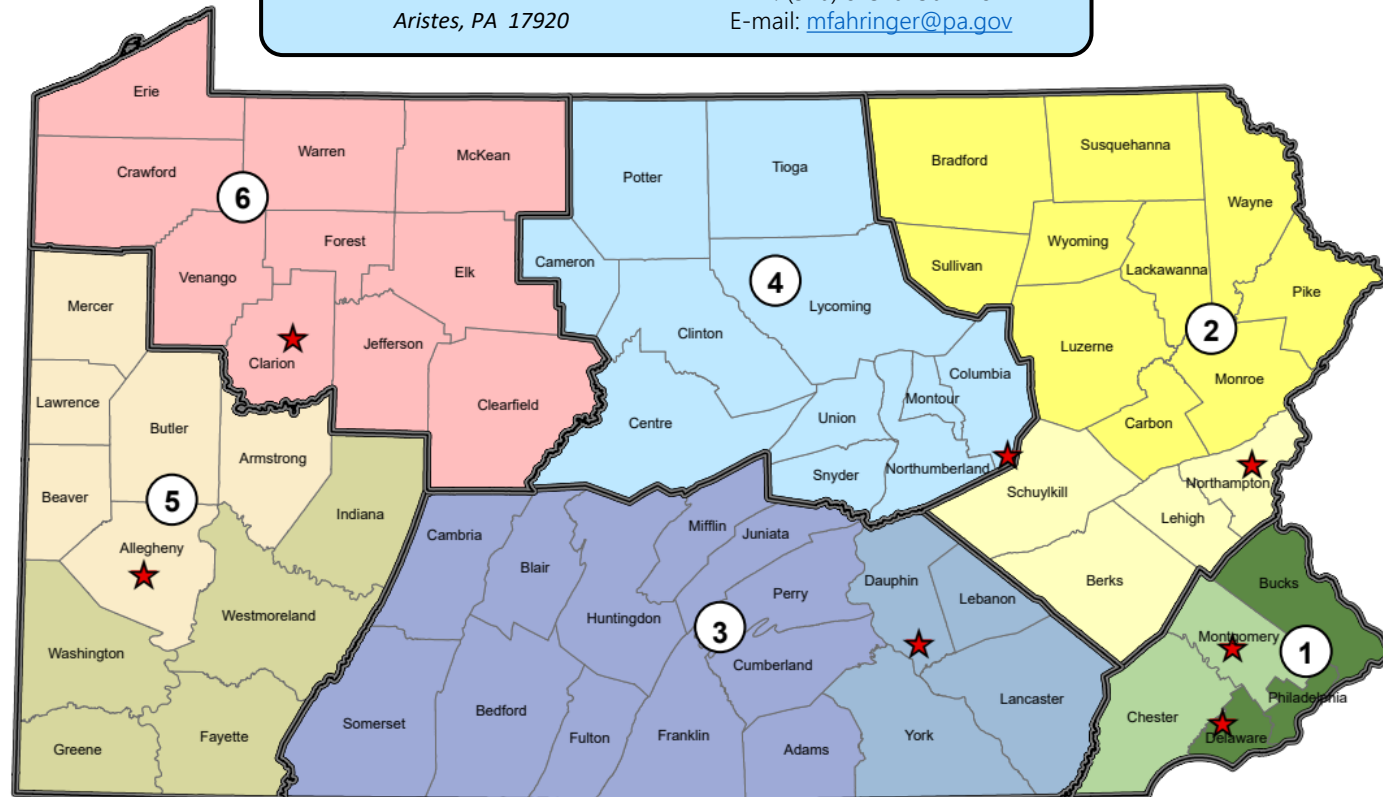 Aristes, PA  17920
E-mail: mfahringer@pa.gov
Erie
Warren
McKean
Crawford
6
Forest
Venango
Elk
Clarion
Jefferson
Clearfield
Potter
Tioga
Cameron
4
Lycoming
Clinton
Columbia
Montour
Union
Centre
Snyder
Northumberland
Bradford
Susquehanna
Wayne
Wyoming
Sullivan
Lackawanna
Pike
2
Luzerne
Monroe
Carbon
Northampton
Schuylkill
Lehigh
Berks
Mercer
Lawrence
Butler
Armstrong
Beaver
5
Indiana
Allegheny
Westmoreland
Washington
Greene
Fayette
Cambria
Mifflin
Juniata
Blair
Perry
Huntingdon
3
Cumberland
Somerset
Bedford
Fulton
Franklin
Adams
Dauphin
Lebanon
Lancaster
York
Bucks
Montgomery
1
Philadelphia
Chester
Delaware